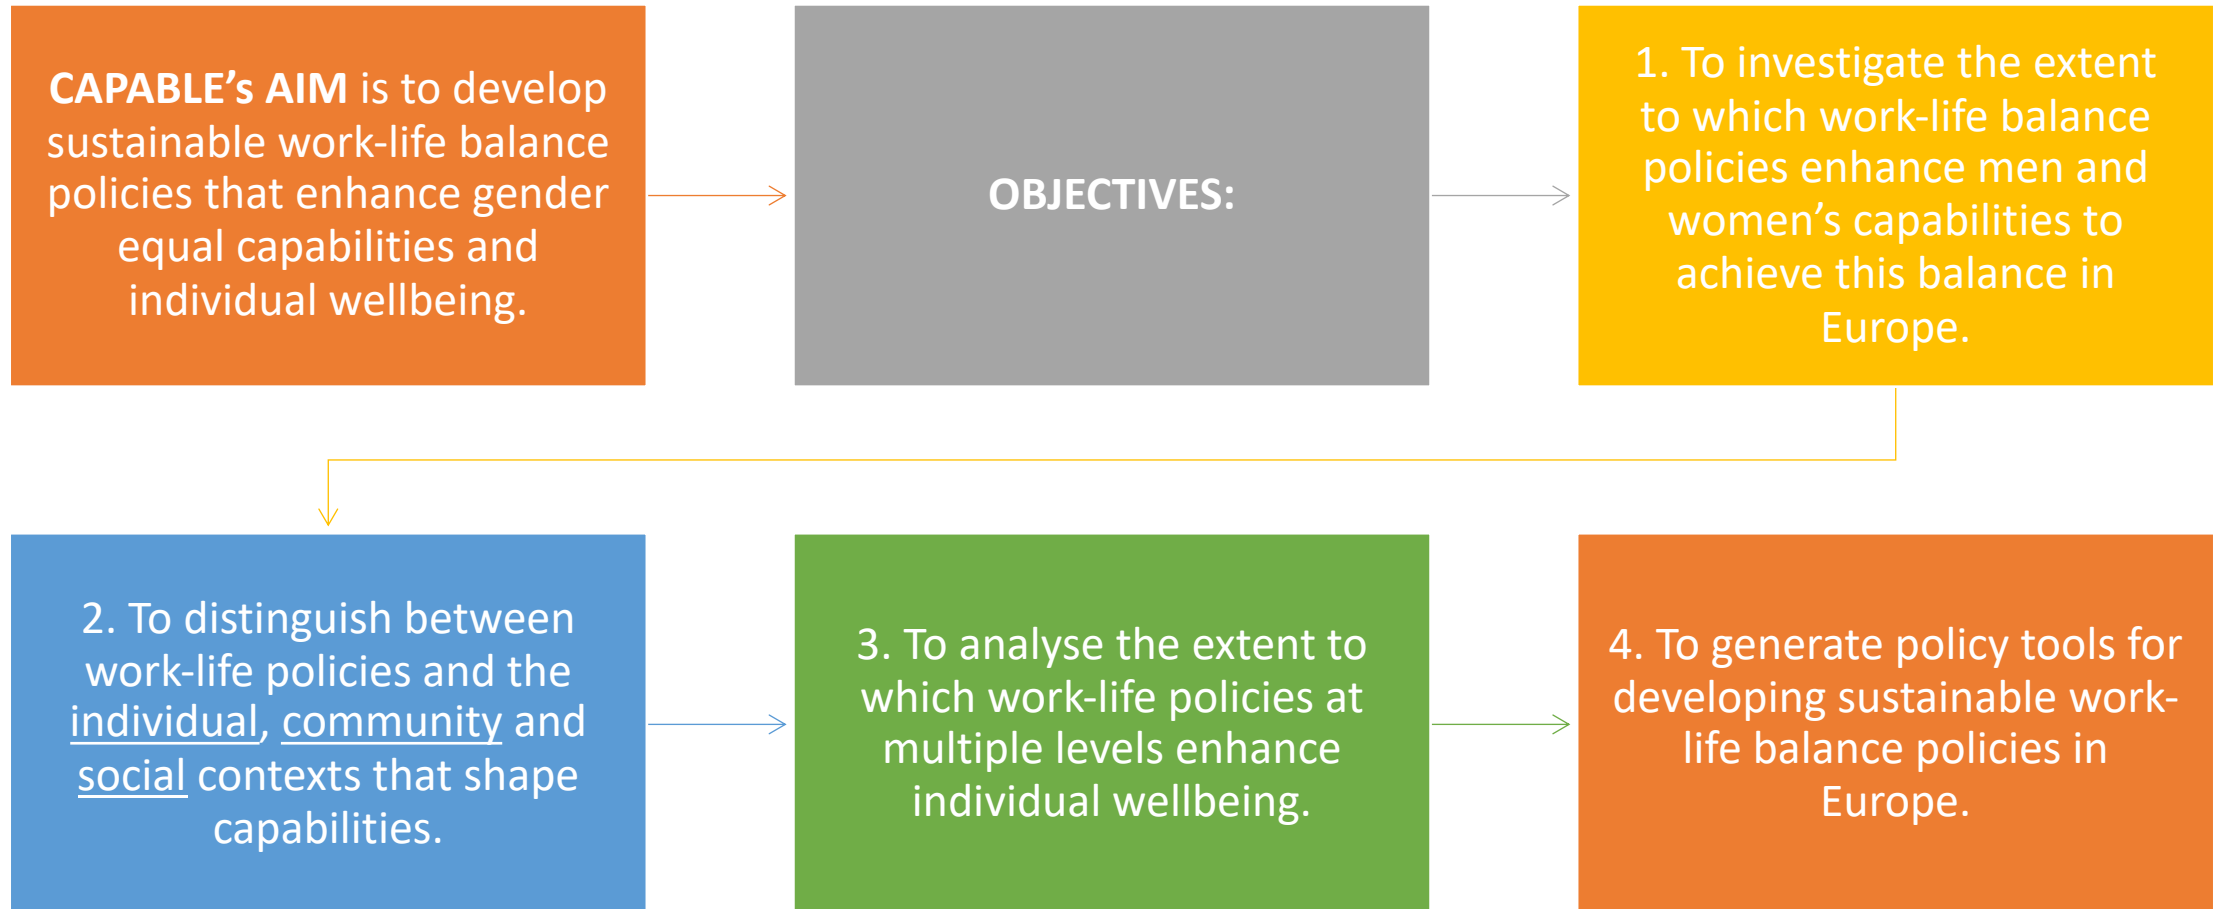 CAPABLE's AIM is to develop
sustainable work-life balance
policies that enhance gender
equal capabilities and
individual wellbeing.
OBJECTIVES:
1. To investigate the extent
to which work-life balance
policies enhance men and
women's capabilities to
achieve this balance in
Europe.
2. To distinguish between
work-life policies and the
individual, community and
social contexts that shape
capabilities.
3. To analyse the extent to
which work-life policies at
multiple levels enhance
individual wellbeing.
4. To generate policy tools for
developing sustainable work-
life balance policies in
Europe.